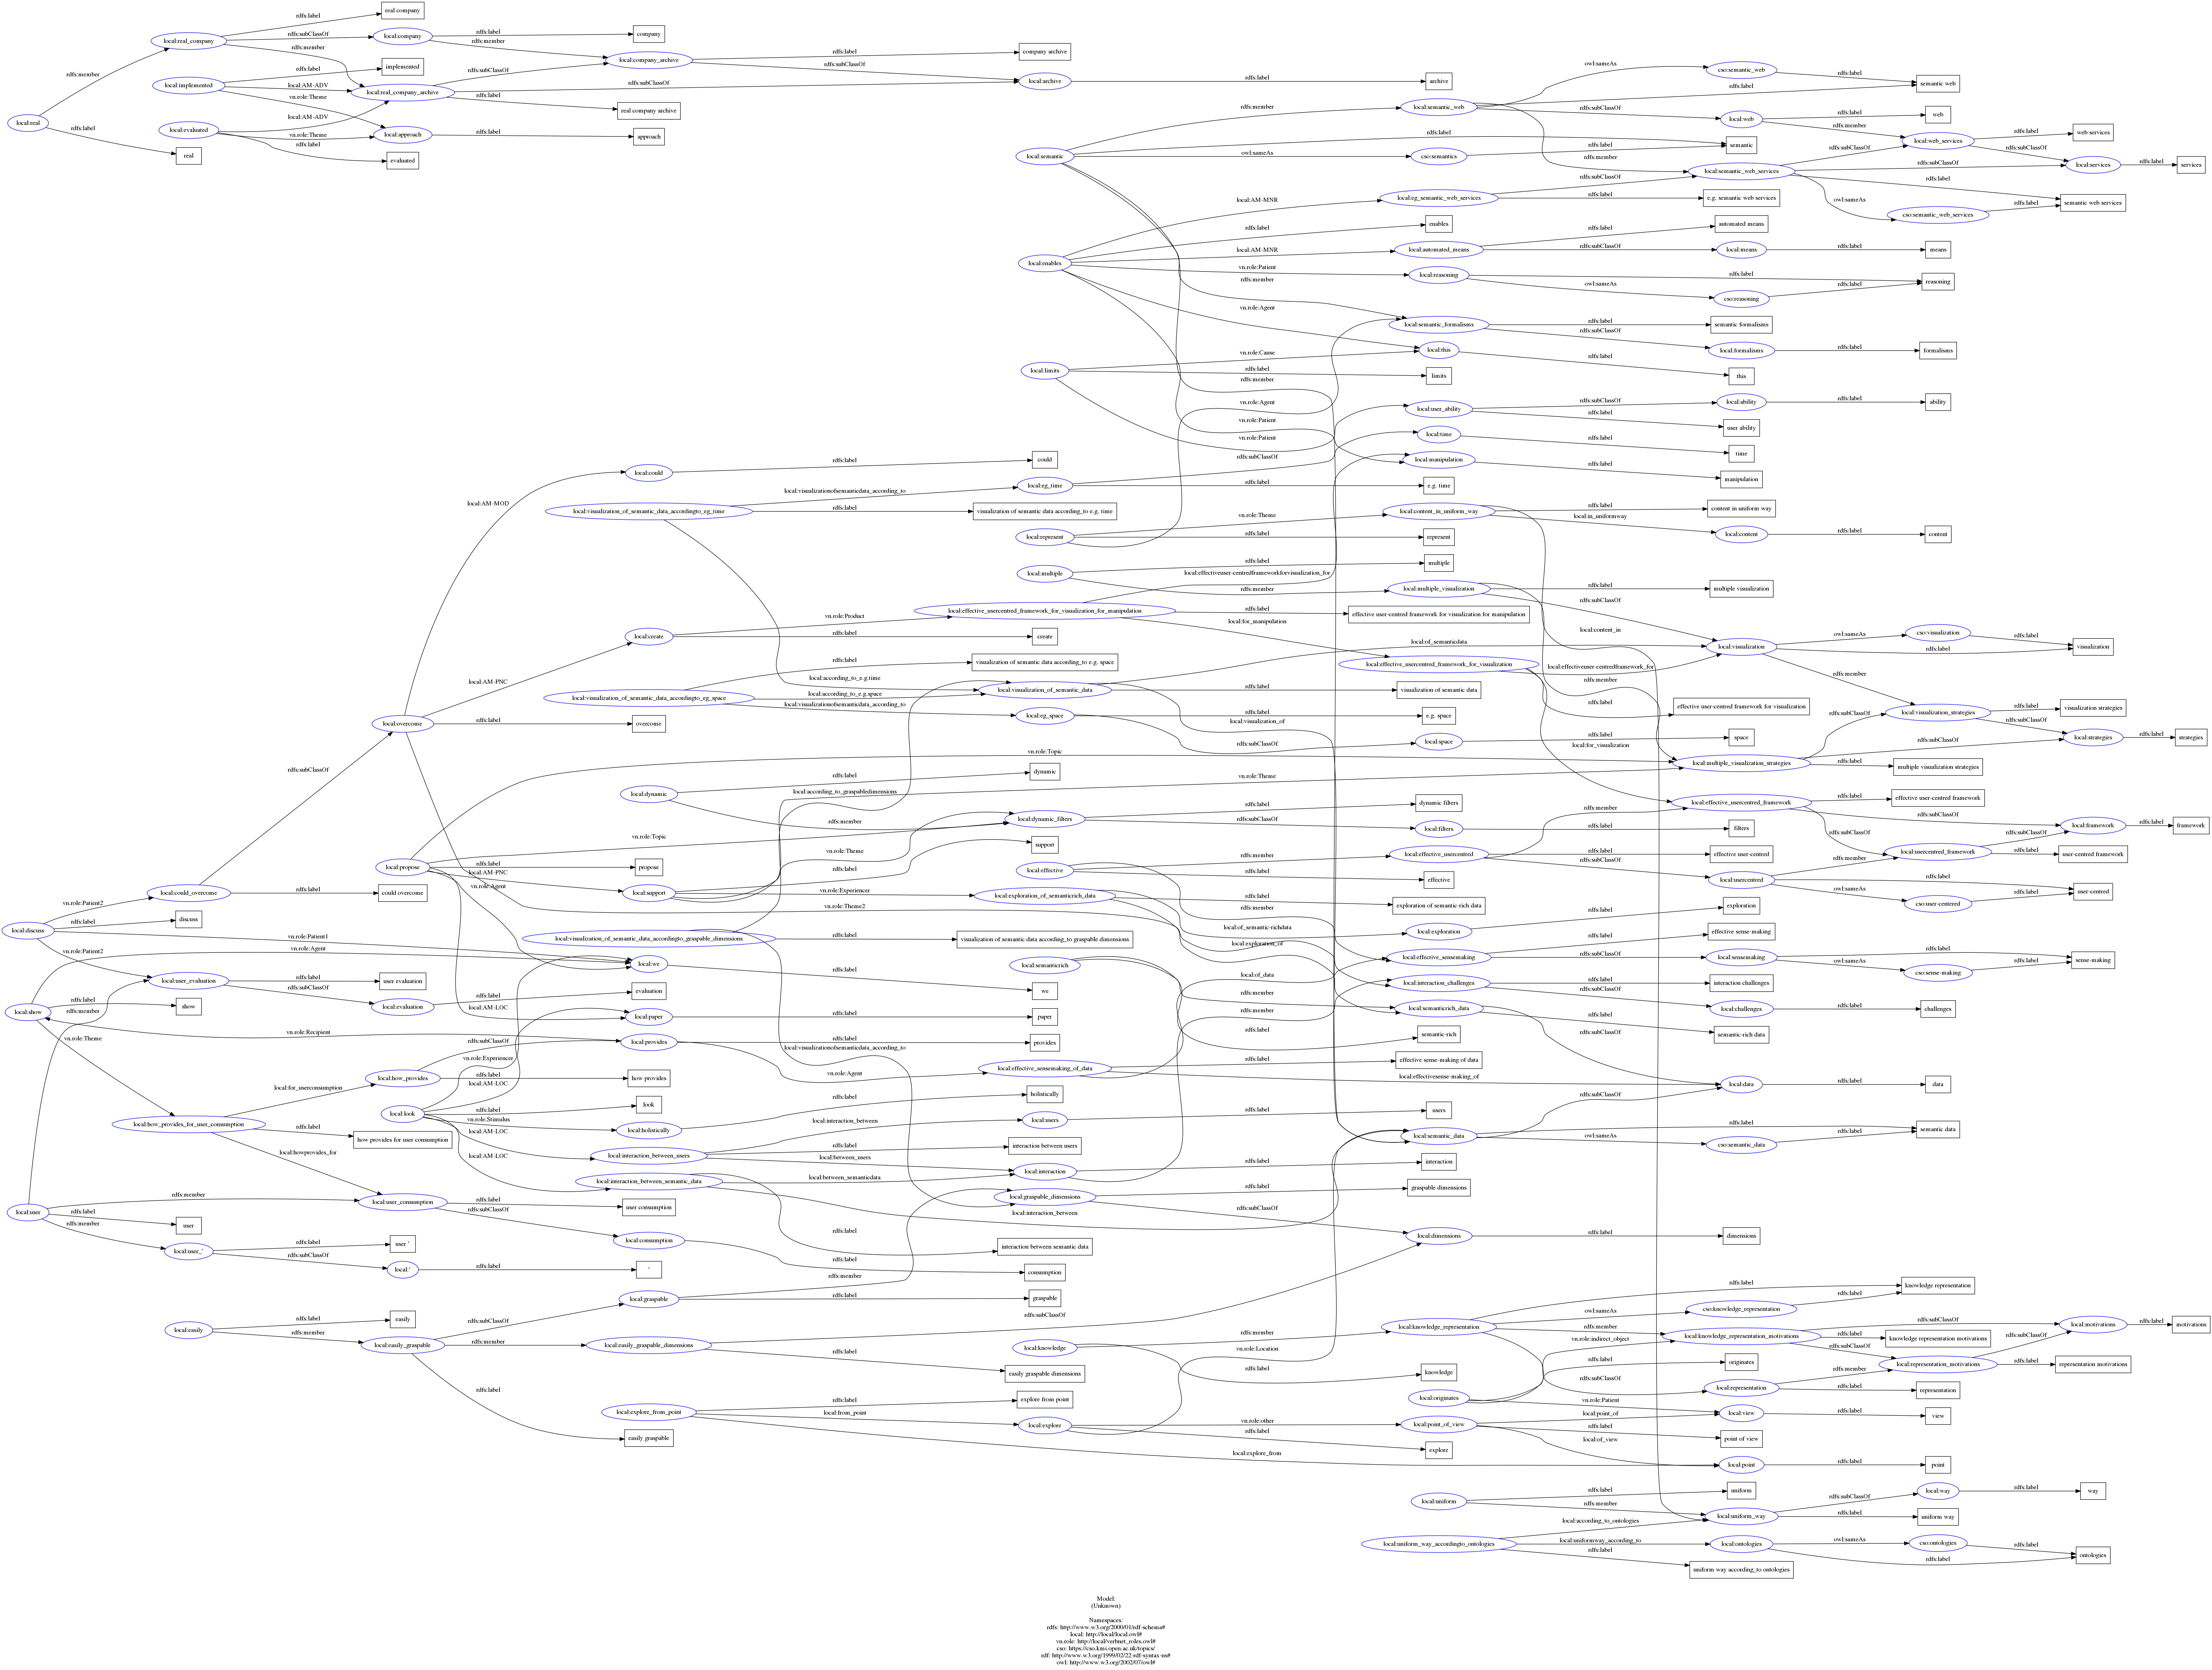 real company
rdfs:label
local:real_company
rdfs:subClassOf
local:company
rdfs:label
company
rdfs:member
rdfs:member
rdfs:member
local:company_archive
rdfs:label
company archive
rdfs:subClassOf
rdfs:subClassOf
local:implemented
rdfs:label
implemented
local:AM-ADV
local:real_company_archive
rdfs:subClassOf
local:archive
rdfs:label
archive
rdfs:label
real company archive
vn.role:Theme
local:AM-ADV
local:real
rdfs:label
real
local:evaluated
vn.role:Theme
rdfs:label
evaluated
local:approach
rdfs:label
approach
owl:sameAs
cso:semantic_web
rdfs:label
semantic web
rdfs:label
rdfs:member
local:semantic_web
rdfs:subClassOf
local:web
rdfs:label
web
rdfs:member
local:web_services
rdfs:label
web services
rdfs:subClassOf
local:semantic
rdfs:label
semantic
owl:sameAs
cso:semantics
rdfs:label
rdfs:member
rdfs:subClassOf
local:semantic_web_services
rdfs:subClassOf
local:services
rdfs:label
services
local:AM-MNR
local:eg_semantic_web_services
rdfs:subClassOf
rdfs:label
e.g. semantic web services
owl:sameAs
rdfs:label
cso:semantic_web_services
rdfs:label
semantic web services
rdfs:label
enables
local:enables
local:AM-MNR
local:automated_means
rdfs:label
automated means
rdfs:subClassOf
local:means
rdfs:label
means
vn.role:Patient
local:reasoning
rdfs:label
reasoning
owl:sameAs
cso:reasoning
rdfs:label
rdfs:member
vn.role:Agent
local:semantic_formalisms
rdfs:label
semantic formalisms
rdfs:subClassOf
local:formalisms
rdfs:label
formalisms
vn.role:Cause
local:this
rdfs:label
this
local:limits
rdfs:label
limits
rdfs:member
vn.role:Agent
vn.role:Patient
vn.role:Patient
local:user_ability
rdfs:subClassOf
local:ability
rdfs:label
ability
rdfs:label
user ability
rdfs:subClassOf
local:time
rdfs:label
time
local:manipulation
rdfs:label
manipulation
local:AM-MOD
local:could
rdfs:label
could
local:visualizationofsemanticdata_according_to
local:eg_time
rdfs:label
e.g. time
local:visualization_of_semantic_data_accordingto_eg_time
rdfs:label
visualization of semantic data according_to e.g. time
vn.role:Theme
local:content_in_uniform_way
rdfs:label
content in uniform way
local:in_uniformway
local:content
rdfs:label
content
local:represent
rdfs:label
represent
local:multiple
rdfs:label
multiple
local:effectiveuser-centredframeworkforvisualization_for
rdfs:member
local:multiple_visualization
rdfs:label
multiple visualization
rdfs:subClassOf
vn.role:Product
local:effective_usercentred_framework_for_visualization_for_manipulation
rdfs:label
effective user-centred framework for visualization for manipulation
local:for_manipulation
local:create
rdfs:label
create
local:content_in
local:of_semanticdata
local:visualization
owl:sameAs
cso:visualization
rdfs:label
visualization
rdfs:label
rdfs:label
visualization of semantic data according_to e.g. space
local:effective_usercentred_framework_for_visualization
local:effectiveuser-centredframework_for
rdfs:member
rdfs:member
local:AM-PNC
local:according_to_e.g.time
local:visualization_of_semantic_data_accordingto_eg_space
local:according_to_e.g.space
local:visualizationofsemanticdata_according_to
local:visualization_of_semantic_data
rdfs:label
visualization of semantic data
rdfs:label
effective user-centred framework for visualization
rdfs:subClassOf
local:visualization_strategies
rdfs:label
visualization strategies
rdfs:subClassOf
local:overcome
rdfs:label
overcome
local:eg_space
rdfs:label
e.g. space
local:visualization_of
rdfs:subClassOf
local:space
rdfs:label
space
local:for_visualization
rdfs:subClassOf
local:strategies
rdfs:label
strategies
vn.role:Topic
local:multiple_visualization_strategies
rdfs:label
multiple visualization strategies
rdfs:subClassOf
vn.role:Theme
rdfs:label
dynamic
local:dynamic
local:according_to_graspabledimensions
rdfs:member
local:dynamic_filters
rdfs:label
dynamic filters
rdfs:subClassOf
local:filters
rdfs:label
filters
rdfs:member
local:effective_usercentred_framework
rdfs:label
effective user-centred framework
rdfs:subClassOf
local:framework
rdfs:label
framework
rdfs:subClassOf
rdfs:subClassOf
vn.role:Topic
vn.role:Theme
support
rdfs:label
rdfs:member
local:effective_usercentred
rdfs:label
effective user-centred
rdfs:subClassOf
rdfs:member
local:usercentred_framework
rdfs:label
user-centred framework
local:propose
rdfs:label
propose
local:AM-PNC
local:effective
rdfs:label
effective
local:usercentred
rdfs:label
user-centred
owl:sameAs
cso:user-centered
rdfs:label
vn.role:Agent
local:could_overcome
rdfs:label
could overcome
local:support
vn.role:Experiencer
local:exploration_of_semanticrich_data
rdfs:label
exploration of semantic-rich data
rdfs:label
exploration
vn.role:Patient2
local:discuss
rdfs:label
discuss
vn.role:Theme2
rdfs:member
local:of_semantic-richdata
local:exploration
rdfs:label
effective sense-making
vn.role:Patient1
vn.role:Agent
vn.role:Patient2
local:visualization_of_semantic_data_accordingto_graspable_dimensions
rdfs:label
visualization of semantic data according_to graspable dimensions
local:exploration_of
local:effective_sensemaking
rdfs:subClassOf
local:sensemaking
rdfs:label
sense-making
owl:sameAs
cso:sense-making
rdfs:label
local:we
rdfs:label
we
local:semanticrich
local:of_data
local:interaction_challenges
rdfs:label
interaction challenges
rdfs:subClassOf
local:challenges
rdfs:label
challenges
local:user_evaluation
rdfs:label
user evaluation
rdfs:subClassOf
local:evaluation
rdfs:label
evaluation
rdfs:member
local:semanticrich_data
rdfs:label
semantic-rich data
rdfs:subClassOf
local:show
rdfs:label
show
rdfs:member
local:AM-LOC
local:paper
rdfs:label
paper
rdfs:member
rdfs:label
semantic-rich
vn.role:Recipient
rdfs:subClassOf
local:provides
rdfs:label
provides
local:visualizationofsemanticdata_according_to
vn.role:Theme
vn.role:Experiencer
vn.role:Agent
local:effective_sensemaking_of_data
rdfs:label
effective sense-making of data
local:effectivesense-making_of
local:data
rdfs:label
data
local:for_userconsumption
local:how_provides
rdfs:label
how provides
local:AM-LOC
rdfs:label
holistically
local:look
rdfs:label
look
vn.role:Stimulus
local:holistically
local:AM-LOC
local:interaction_between
local:users
rdfs:label
users
rdfs:subClassOf
local:how_provides_for_user_consumption
rdfs:label
how provides for user consumption
local:interaction_between_users
rdfs:label
interaction between users
local:between_users
local:semantic_data
rdfs:label
semantic data
owl:sameAs
cso:semantic_data
rdfs:label
local:howprovides_for
local:AM-LOC
local:interaction
rdfs:label
interaction
local:interaction_between_semantic_data
local:between_semanticdata
rdfs:label
graspable dimensions
local:graspable_dimensions
local:interaction_between
rdfs:subClassOf
rdfs:member
local:user_consumption
rdfs:label
user consumption
rdfs:subClassOf
local:user
rdfs:label
user
rdfs:member
local:user_'
rdfs:label
user '
rdfs:subClassOf
local:'
rdfs:label
'
local:consumption
rdfs:label
consumption
rdfs:label
interaction between semantic data
local:dimensions
rdfs:label
dimensions
rdfs:member
local:graspable
rdfs:label
graspable
local:easily
rdfs:label
easily
rdfs:member
local:easily_graspable
rdfs:subClassOf
rdfs:member
local:easily_graspable_dimensions
rdfs:subClassOf
rdfs:label
easily graspable dimensions
rdfs:label
easily graspable
local:knowledge
rdfs:member
vn.role:Location
rdfs:label
knowledge
local:knowledge_representation
rdfs:label
knowledge representation
owl:sameAs
cso:knowledge_representation
rdfs:label
rdfs:member
vn.role:indirect_object
local:knowledge_representation_motivations
rdfs:subClassOf
local:motivations
rdfs:label
motivations
rdfs:label
knowledge representation motivations
rdfs:subClassOf
rdfs:subClassOf
rdfs:label
originates
local:representation_motivations
rdfs:label
representation motivations
rdfs:member
rdfs:subClassOf
local:representation
rdfs:label
representation
local:originates
vn.role:Patient
local:view
rdfs:label
view
local:explore_from_point
rdfs:label
explore from point
local:from_point
local:explore
vn.role:other
local:point_of_view
local:point_of
rdfs:label
point of view
local:of_view
rdfs:label
explore
local:explore_from
local:point
rdfs:label
point
local:uniform
rdfs:label
uniform
rdfs:member
local:uniform_way
rdfs:subClassOf
local:way
rdfs:label
way
rdfs:label
uniform way
local:according_to_ontologies
local:uniform_way_accordingto_ontologies
local:uniformway_according_to
local:ontologies
owl:sameAs
cso:ontologies
rdfs:label
ontologies
rdfs:label
rdfs:label
uniform way according_to ontologies
Model:
(Unknown)
Namespaces:
rdfs: http://www.w3.org/2000/01/rdf-schema#
local: http://local/local.owl#
vn.role: http://local/verbnet_roles.owl#
cso: https://cso.kmi.open.ac.uk/topics/
rdf: http://www.w3.org/1999/02/22-rdf-syntax-ns#
owl: http://www.w3.org/2002/07/owl#